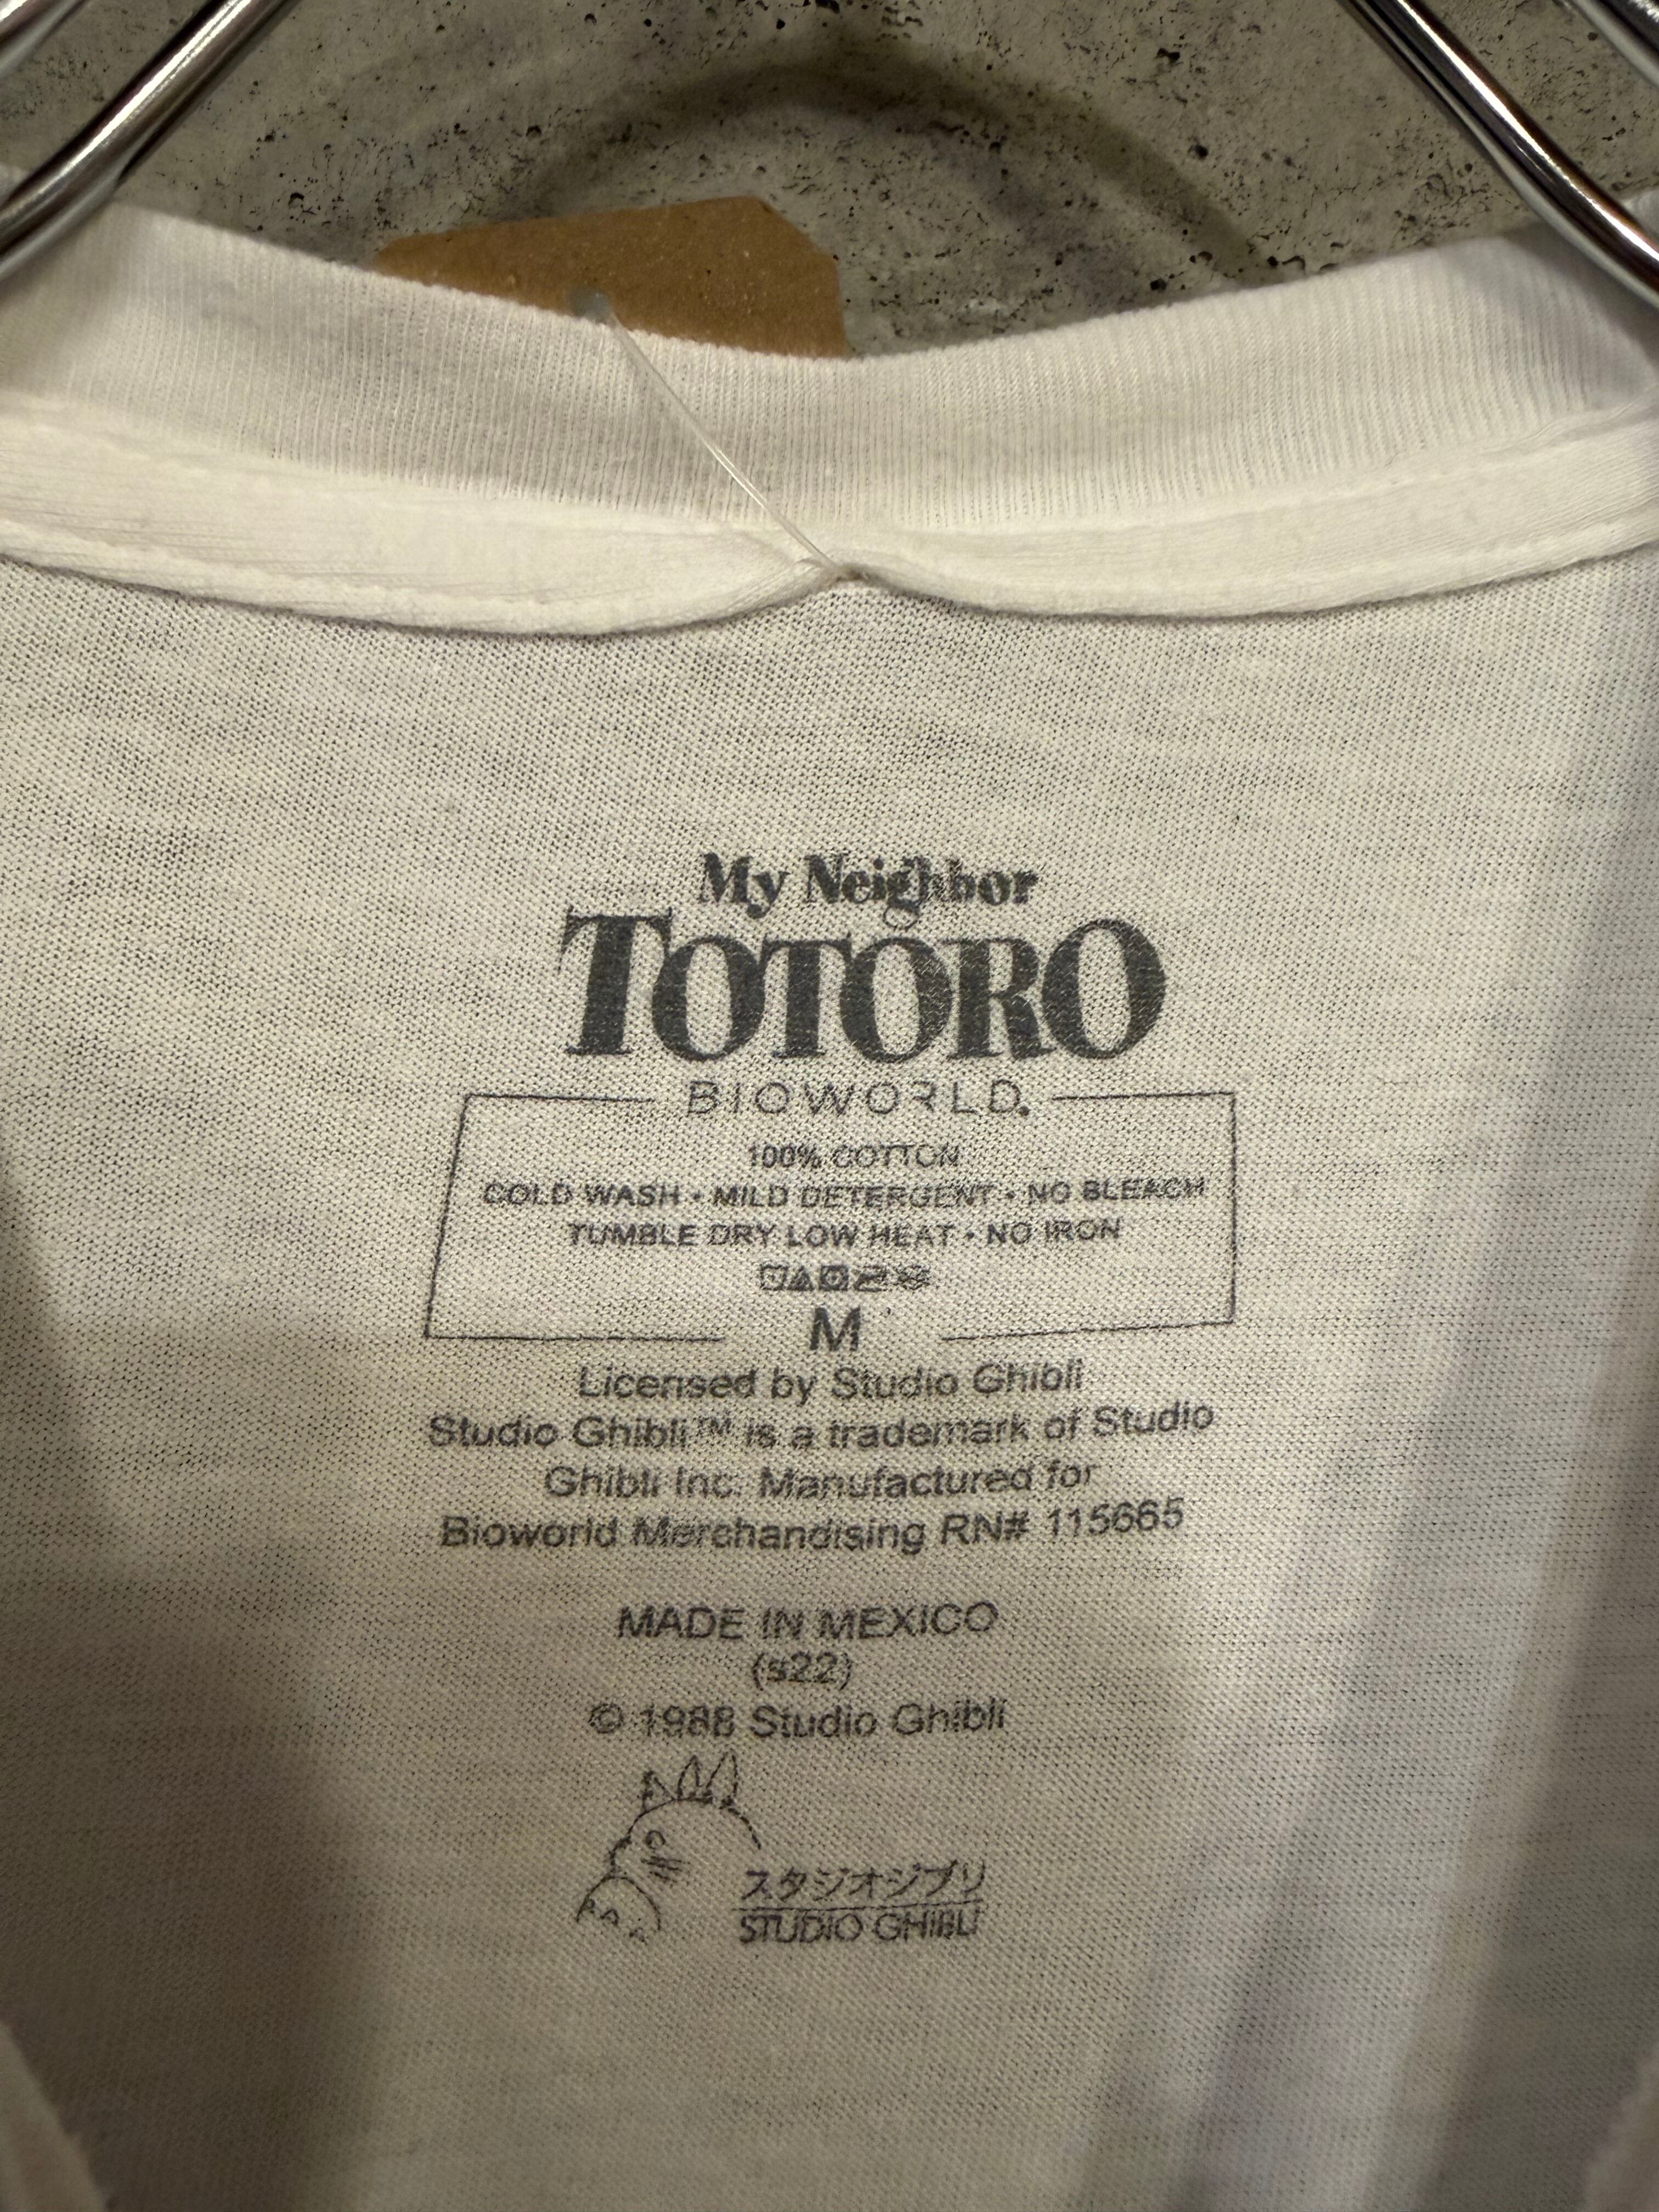 My Neighbor
TOTORO
BIOWORLD.
100% COTTON
COLD WASH • MILD DETERGENT • NO BLEACH
TUMBLE DRY LOW HEAT • NO IRON
M
Licensed by Studio Ghibli
Studio Ghibli™ is a trademark of Studio
Ghibli Inc. Manufactured for
Bioworld Merchandising RN# 115665
MADE IN MEXICO
(s22)
© 1988 Studio Ghibli
スタジオジブリ
STUDIO GHIBLI